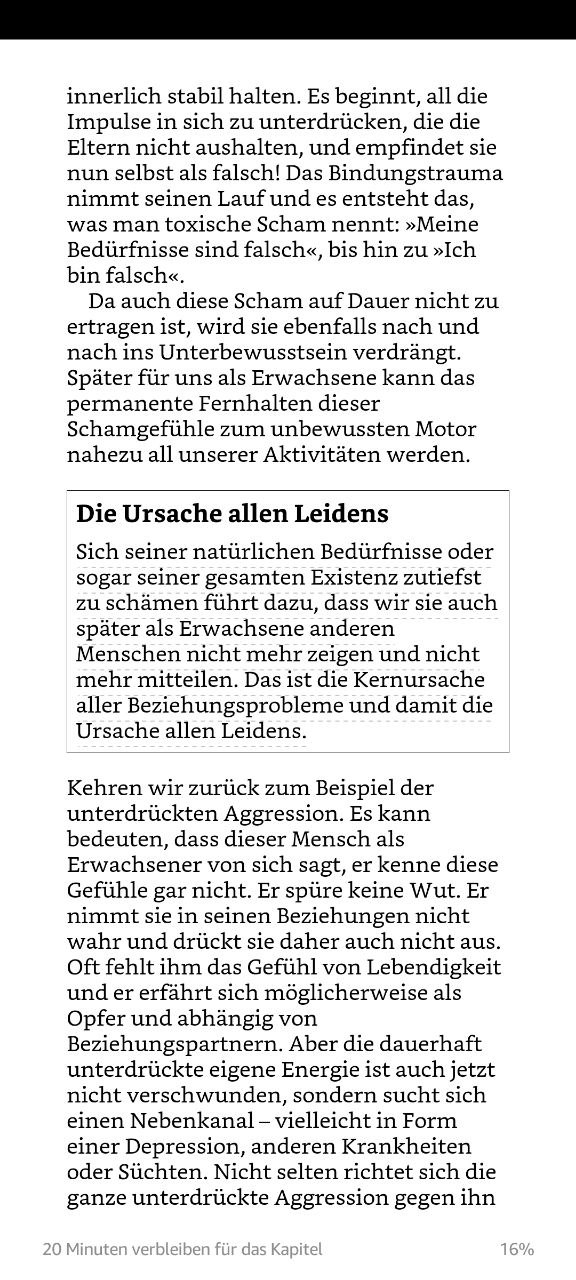 innerlich stabil halten. Es beginnt, all die
Impulse in sich zu unterdrücken, die die
Eltern nicht aushalten, und empfindet sie
nun selbst als falsch! Das Bindungstrauma
nimmt seinen Lauf und es entsteht das,
was man toxische Scham nennt: »Meine
Bedürfnisse sind falsch«, bis hin zu »Ich
bin falsch«.
Da auch diese Scham auf Dauer nicht zu
ertragen ist, wird sie ebenfalls nach und
nach ins Unterbewusstsein verdrängt.
Später für uns als Erwachsene kann das
permanente Fernhalten dieser
Schamgefühle zum unbewussten Motor
nahezu all unserer Aktivitäten werden.
Die Ursache allen Leidens
Sich seiner natürlichen Bedürfnisse oder
sogar seiner gesamten Existenz zutiefst
zu schämen führt dazu, dass wir sie auch
später als Erwachsene anderen
Menschen nicht mehr zeigen und nicht
mehr mitteilen. Das ist die Kernursache
aller Beziehungsprobleme und damit die
Ursache allen Leidens.
Kehren wir zurück zum Beispiel der
unterdrückten Aggression. Es kann
bedeuten, dass dieser Mensch als
Erwachsener von sich sagt, er kenne diese
Gefühle gar nicht. Er spüre keine Wut. Er
nimmt sie in seinen Beziehungen nicht
wahr und drückt sie daher auch nicht aus.
Oft fehlt ihm das Gefühl von Lebendigkeit
und er erfährt sich möglicherweise als
Opfer und abhängig von
Beziehungspartnern. Aber die dauerhaft
unterdrückte eigene Energie ist auch jetzt
nicht verschwunden, sondern sucht sich
einen Nebenkanal – vielleicht in Form
einer Depression, anderen Krankheiten
oder Süchten. Nicht selten richtet sich die
ganze unterdrückte Aggression gegen ihn
20 Minuten verbleiben für das Kapitel
16%